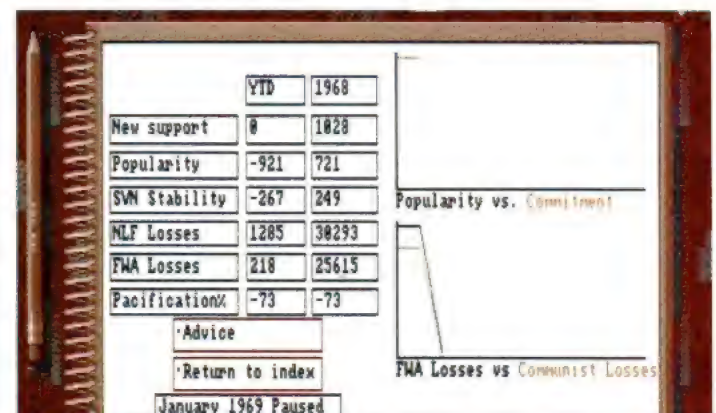 YTD 1968
New support 0 1028
Popularity -921 721
SVN Stability -267 249
NLF Losses 1285 30293
FWA Losses 218 25615
Pacification% -73 -73
·Advice
·Return to index
January 1969 Paused
Popularity vs. Commitment
FWA Losses vs Communist Losses